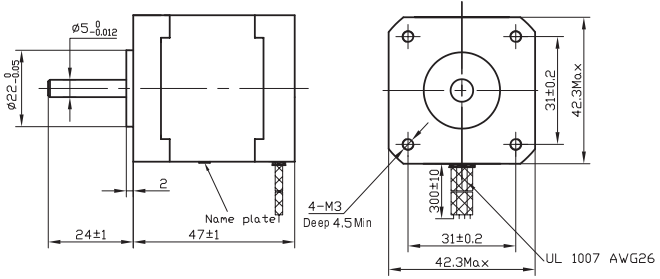 Ø5-0 0.012
Ø22-0 0.05
2
Name plate
24±1
47±1
4-M3
Deep 4.5Min
300±10
31±0.2
42.3Max
31±0.2
42.3Max
UL 1007 AWG26